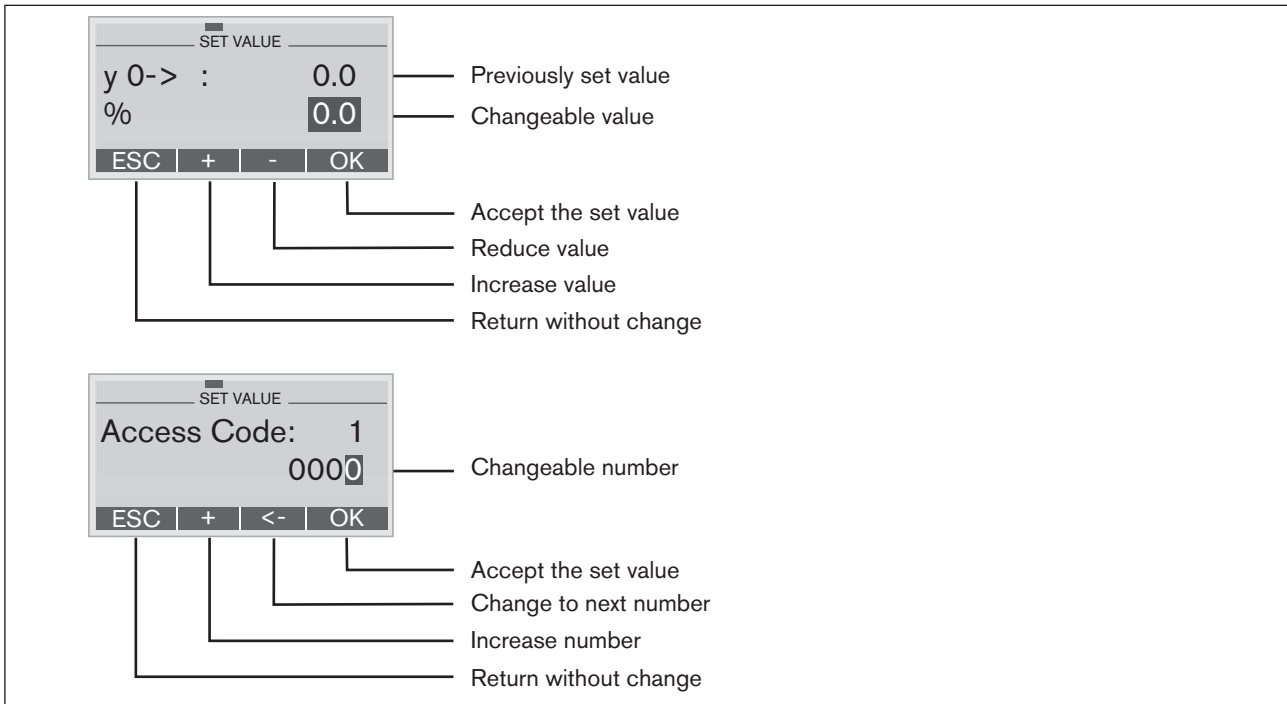 SET VALUE
y 0-> : 0.0 Previously set value
% 0.0 Changeable value
ESC + - OK
Accept the set value
Reduce value
Increase value
Return without change
SET VALUE
Access Code: 1
0000 Changeable number
ESC + <- OK
Accept the set value
Change to next number
Increase number
Return without change